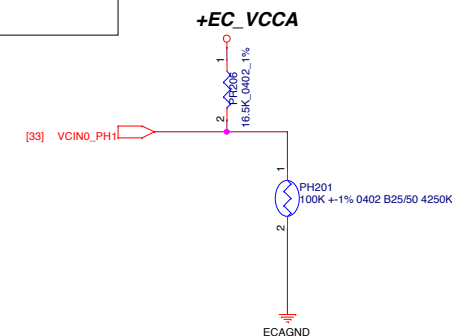 +EC_VCCA
1
PR206
16.5K_0402_1%
2
[33] VCIN0_PH1
1
PH201
100K +-1% 0402 B25/50 4250K
2
ECAGND